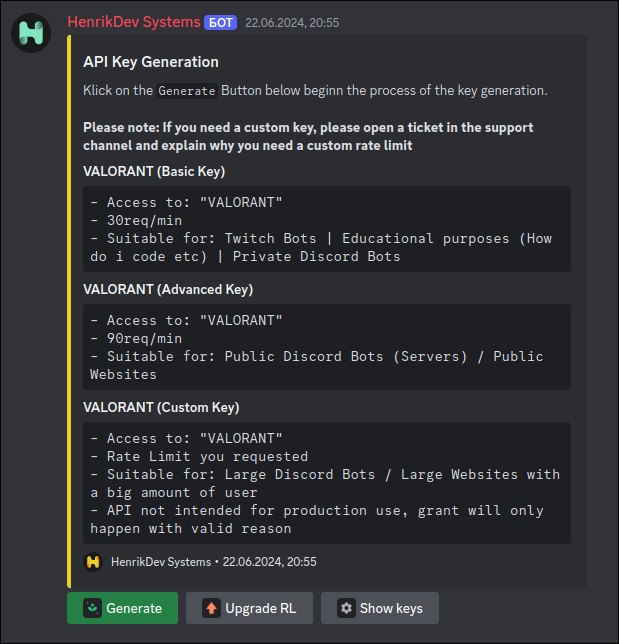 HenrikDev Systems БОТ 22.06.2024, 20:55
API Key Generation
Klick on the Generate Button below beginn the process of the key generation.
Please note: If you need a custom key, please open a ticket in the support
channel and explain why you need a custom rate limit
VALORANT (Basic Key)
- Access to: "VALORANT"
- 30req/min
- Suitable for: Twitch Bots | Educational purposes (How
do i code etc) | Private Discord Bots
VALORANT (Advanced Key)
- Access to: "VALORANT"
- 90req/min
- Suitable for: Public Discord Bots (Servers) / Public
Websites
VALORANT (Custom Key)
- Access to: "VALORANT"
- Rate Limit you requested
- Suitable for: Large Discord Bots / Large Websites with
a big amount of user
- API not intended for production use, grant will only
happen with valid reason
HenrikDev Systems • 22.06.2024, 20:55
Generate Upgrade RL Show keys